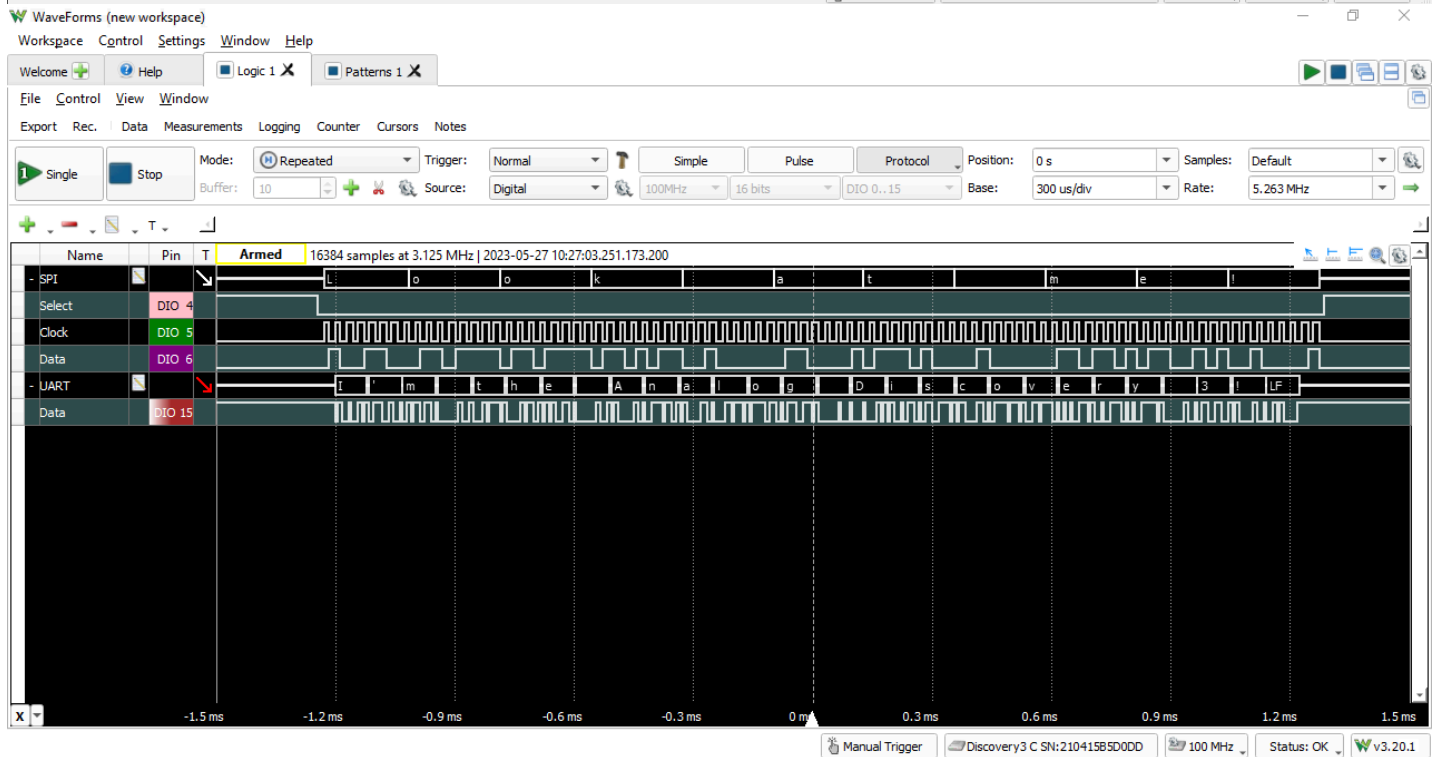 WaveForms (new workspace)
Workspace Control Settings Window Help
Welcome Help Logic 1 X Patterns 1 X
File Control View Window
Export Rec. Data Measurements Logging Counter Cursors Notes
1 Single Stop Mode: Repeated Trigger: Normal Simple Pulse Protocol Position: 0 s Samples: Default
Buffer: 10 Source: Digital 100MHz 16 bits DIO 0..15 Base: 300 us/div Rate: 5.263 MHz
T
Name Pin T Armed 16384 samples at 3.125 MHz | 2023-05-27 10:27:03.251.173.200
- SPI L o o k a t m e !
Select DIO 4
Clock DIO 5
Data DIO 6
- UART I ' m t h e A n a l o g D i s c o v e r y 3 ! LF
Data DIO 15
X -1.5 ms -1.2 ms -0.9 ms -0.6 ms -0.3 ms 0 ms 0.3 ms 0.6 ms 0.9 ms 1.2 ms 1.5 ms
Manual Trigger Discovery3 C SN:210415B5D0DD 100 MHz Status: OK v3.20.1